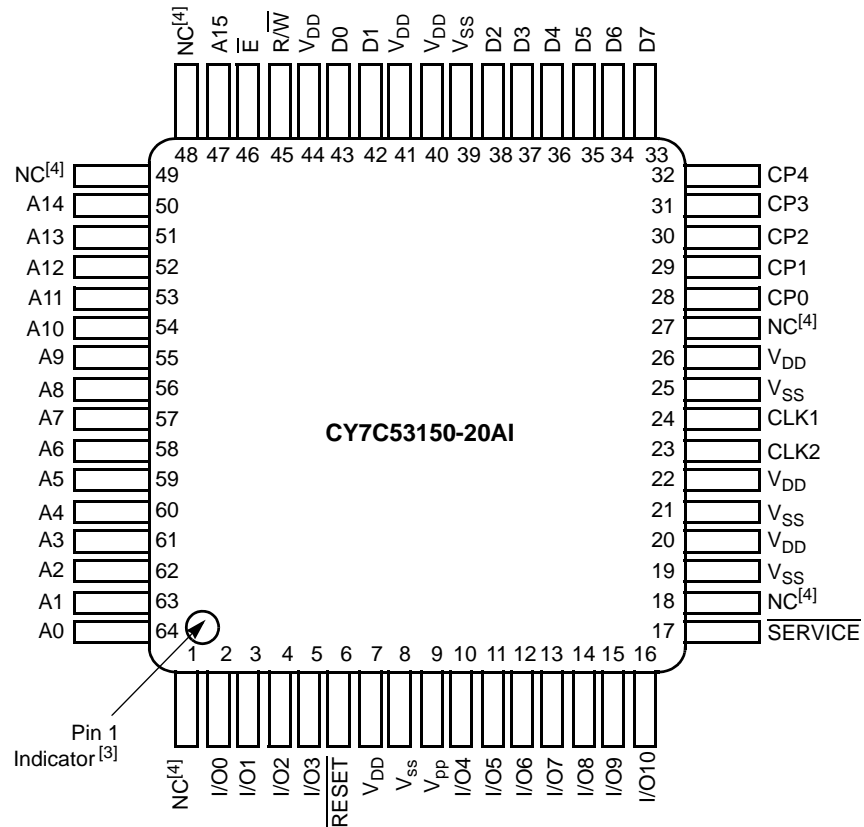 NC[4] A15 E R/W VDD D0 D1 VDD VDD VSS D2 D3 D4 D5 D6 D7
48 47 46 45 44 43 42 41 40 39 38 37 36 35 34 33
NC[4] 49 32 CP4
A14 50 31 CP3
A13 51 30 CP2
A12 52 29 CP1
A11 53 28 CP0
A10 54 27 NC[4]
A9 55 26 VDD
A8 56 25 VSS
A7 57 24 CLK1
CY7C53150-20AI
A6 58 23 CLK2
A5 59 22 VDD
A4 60 21 VSS
A3 61 20 VDD
A2 62 19 VSS
A1 63 18 NC[4]
A0 64 17 SERVICE
1 2 3 4 5 6 7 8 9 10 11 12 13 14 15 16
Pin 1
Indicator [3]
NC[4] I/O0 I/O1 I/O2 I/O3 RESET VDD Vss Vpp I/O4 I/O5 I/O6 I/O7 I/O8 I/O9 I/O10